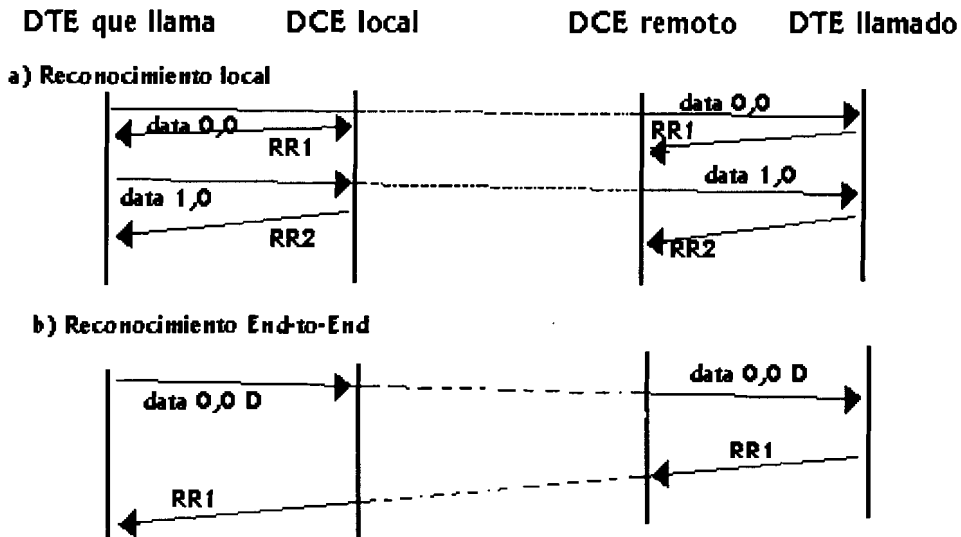 DTE que llama DCE local DCE remoto DTE llamado
a) Reconocimiento local
data 0,0 RR1 data 0,0 RR1
data 1,0 RR2 data 1,0 RR2
b) Reconocimiento End-to-End
data 0,0 D data 0,0 D
RR1 RR1